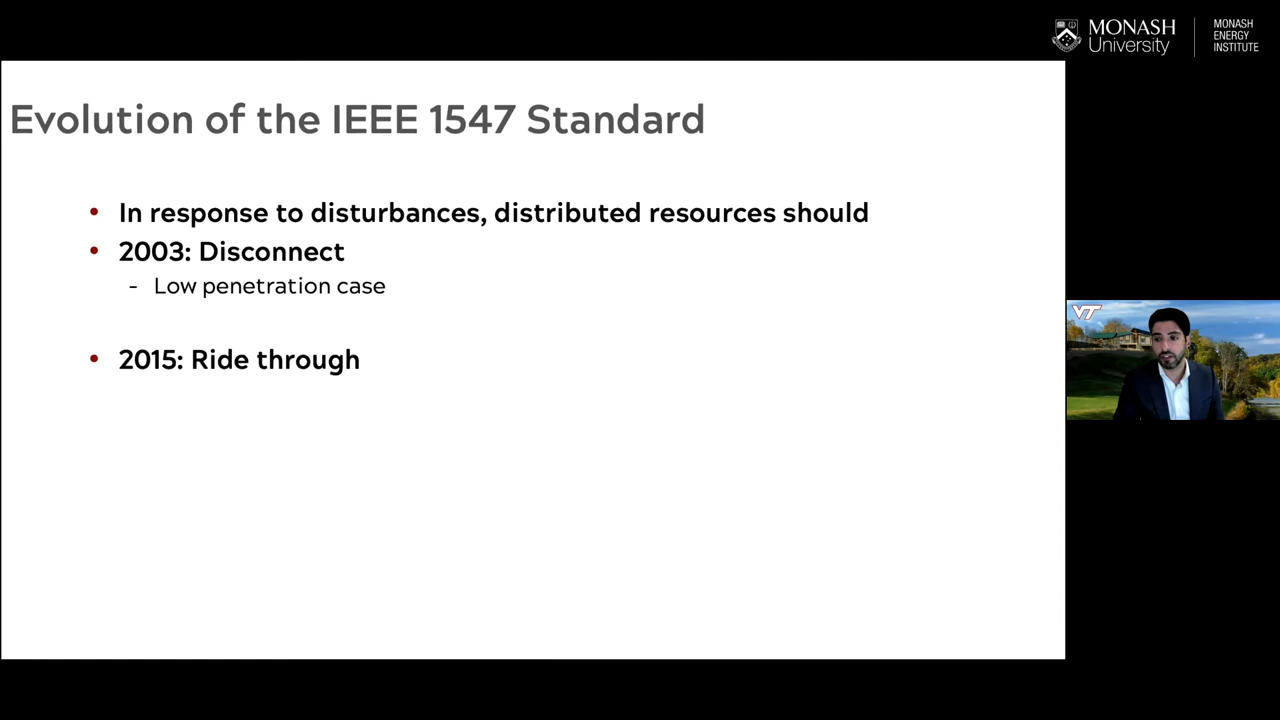 MONASH University
MONASH ENERGY INSTITUTE
Evolution of the IEEE 1547 Standard
• In response to disturbances, distributed resources should
• 2003: Disconnect
- Low penetration case
• 2015: Ride through
VT